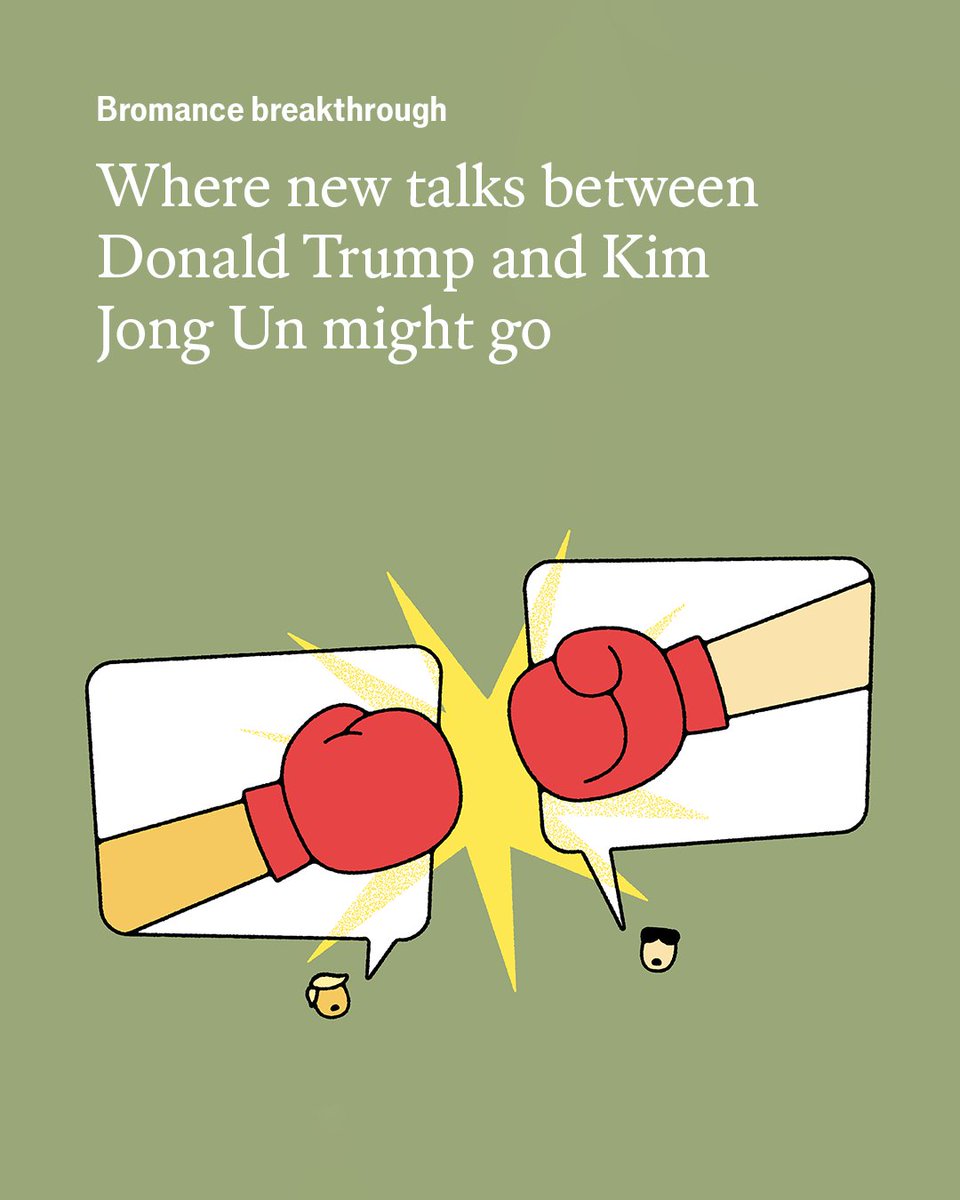 Bromance breakthrough
Where new talks between
Donald Trump and Kim
Jong Un might go